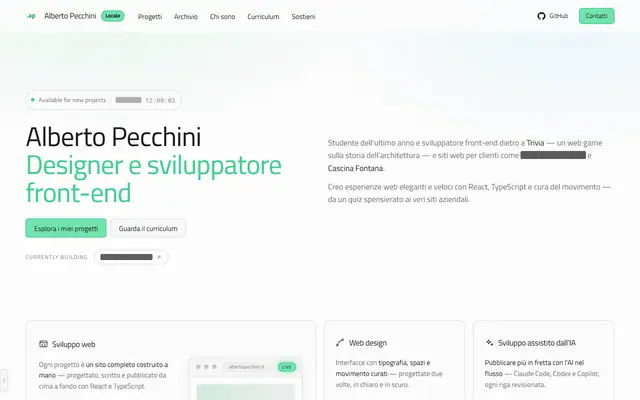 .ap Alberto Pecchini Locale Progetti Archivio Chi sono Curriculum Sostieni GitHub Contatti
Available for new projects 12:00:02
Alberto Pecchini
Designer e sviluppatore
front-end
Studente dell'ultimo anno e sviluppatore front-end dietro a Trivia — un web game
sulla storia dell'architettura — e siti web per clienti come e
Cascina Fontana.
Creo esperienze web eleganti e veloci con React, TypeScript e cura del movimento —
da un quiz spensierato ai veri siti aziendali.
Esplora i miei progetti Guarda il curriculum
CURRENTLY BUILDING ↗
Sviluppo web
Ogni progetto è un sito completo costruito a
mano — progettato, scritto e pubblicato da
cima a fondo con React e TypeScript.
albertopecchini.it LIVE
Web design
Interfacce con tipografia, spazi e
movimento curati — progettate due
volte, in chiaro e in scuro.
Sviluppo assistito dall'IA
Pubblicare più in fretta con l'AI nel
flusso — Claude Code, Codex e Copilot,
ogni riga revisionata.